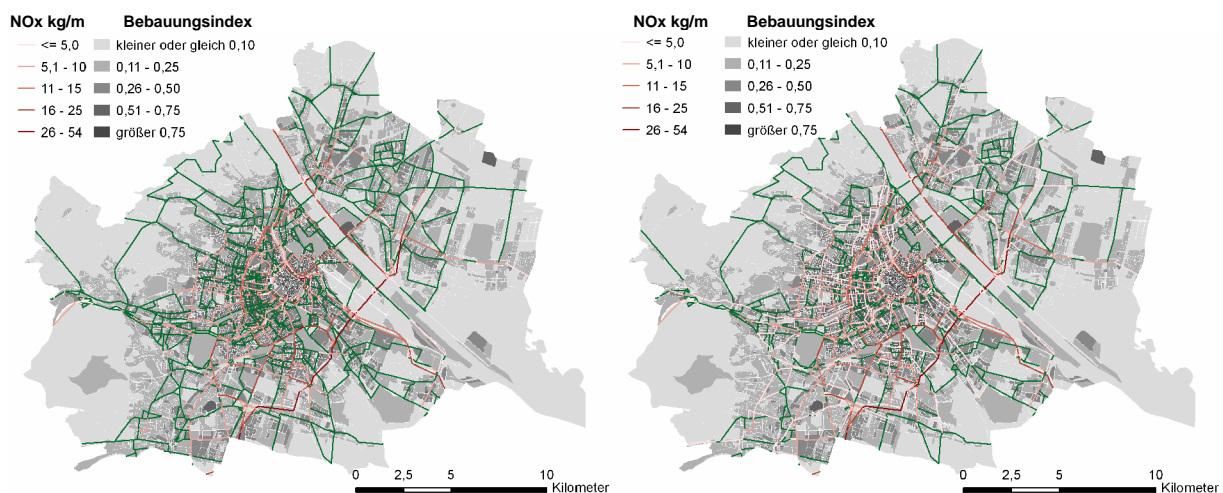 NOx kg/m Bebauungsindex
<= 5,0 kleiner oder gleich 0,10
5,1 - 10 0,11 - 0,25
11 - 15 0,26 - 0,50
16 - 25 0,51 - 0,75
26 - 54 größer 0,75
0 2,5 5 10
Kilometer
NOx kg/m Bebauungsindex
<= 5,0 kleiner oder gleich 0,10
5,1 - 10 0,11 - 0,25
11 - 15 0,26 - 0,50
16 - 25 0,51 - 0,75
26 - 54 größer 0,75
0 2,5 5 10
Kilometer